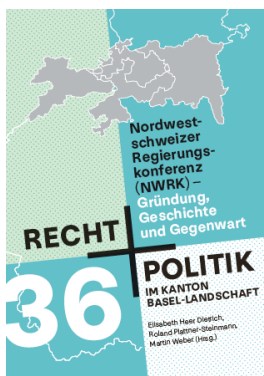 Nordwest-
schweizer
Regierungs-
konferenz
(NWRK) –
Gründung,
Geschichte
und Gegenwart
RECHT
+
POLITIK
36
IM KANTON
BASEL-LANDSCHAFT
Elisabeth Heer Dietrich,
Roland Plattner-Steinmann,
Martin Weber (Hrsg.)